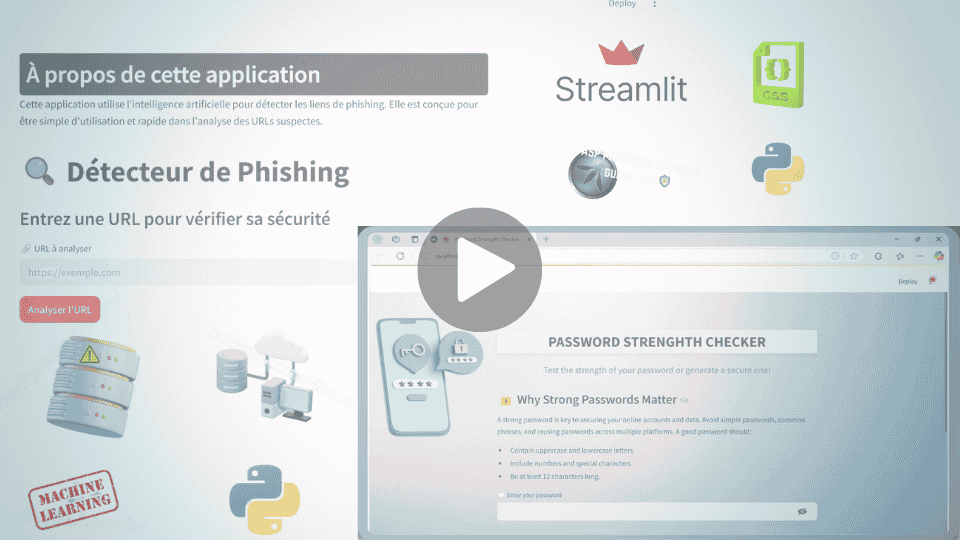 Deploy
À propos de cette application
Cette application utilise l'intelligence artificielle pour détecter les liens de phishing. Elle est conçue pour
être simple d'utilisation et rapide dans l'analyse des URLs suspectes.
Streamlit
CSS
Détecteur de Phishing
Entrez une URL pour vérifier sa sécurité
URL à analyser
https://exemple.com
Analyser l'URL
MACHINE
LEARNING
Strength Checker
Deploy
PASSWORD STRENGHTH CHECKER
Test the strength of your password or generate a secure one!
Why Strong Passwords Matter
A strong password is key to securing your online accounts and data. Avoid simple passwords, common
phrases, and reusing passwords across multiple platforms. A good password should:
• Contain uppercase and lowercase letters.
• Include numbers and special characters.
• Be at least 12 characters long.
Enter your password